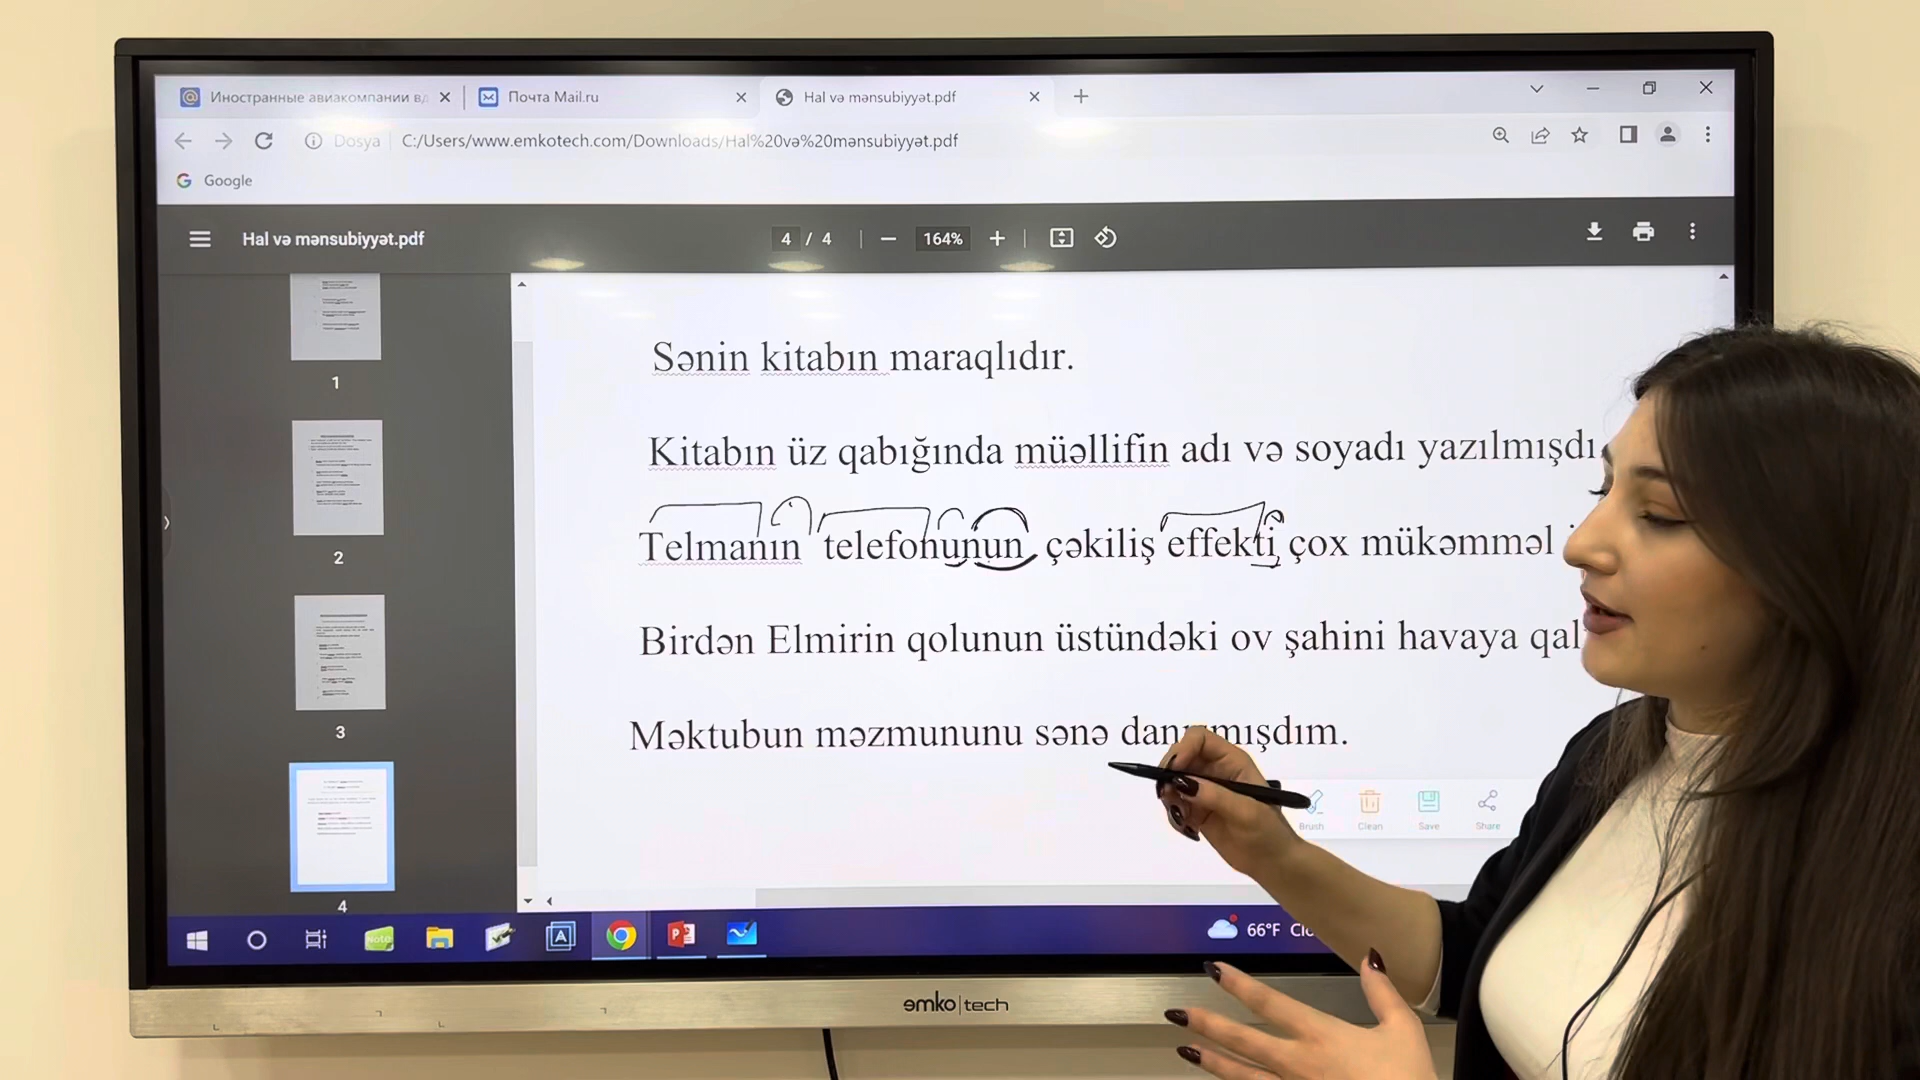 Иностранные авиакомпании вд
Почта Mail.ru
Hal və mənsubiyyət.pdf
Dosya
C:/Users/www.emkotech.com/Downloads/Hal%20və%20mənsubiyyət.pdf
Google
Hal və mənsubiyyət.pdf
4 / 4
164%
1
2
3
4
Sənin kitabın maraqlıdır.
Kitabın üz qabığında müəllifin adı və soyadı yazılmışdı.
Telmanın telefonunun çəkiliş effekti çox mükəmməl
Birdən Elmirin qolunun üstündəki ov şahini havaya qal
Məktubun məzmununu sənə
Brush
Clean
Save
Share
Note
66°F
emko|tech